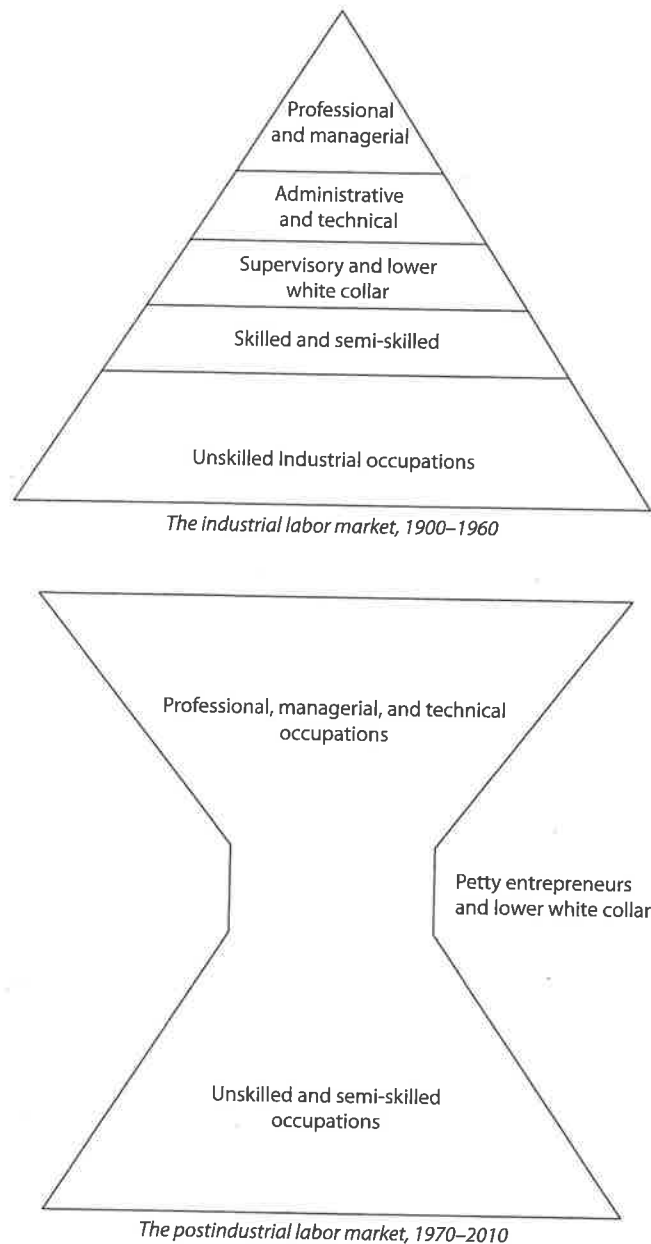 Professional
and managerial
Administrative
and technical
Supervisory and lower
white collar
Skilled and semi-skilled
Unskilled Industrial occupations
The industrial labor market, 1900–1960
Professional, managerial, and technical
occupations
Petty entrepreneurs
and lower white collar
Unskilled and semi-skilled
occupations
The postindustrial labor market, 1970–2010